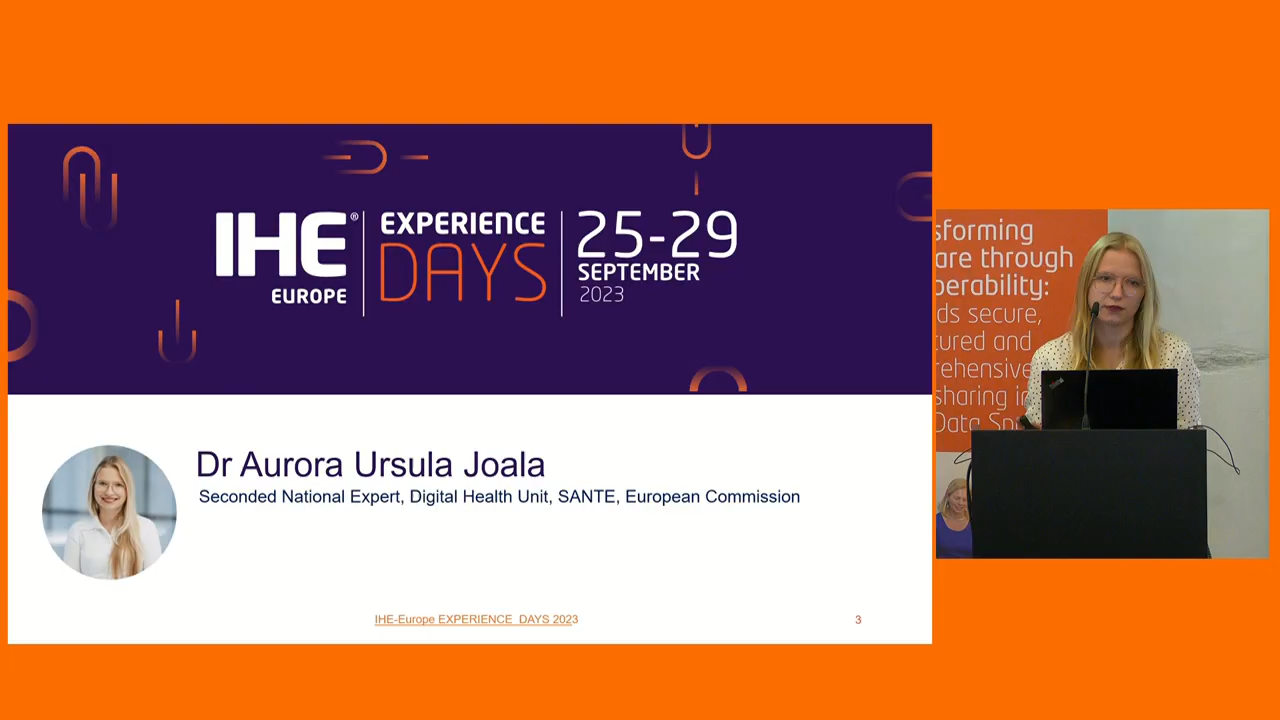 IHE®
EUROPE
EXPERIENCE
DAYS
25-29
SEPTEMBER
2023
Dr Aurora Ursula Joala
Seconded National Expert, Digital Health Unit, SANTE, European Commission
IHE-Europe EXPERIENCE DAYS 2023
3
sforming
are through
perability:
ds secure,
ured and
rehensive
sharing in
Data Sp